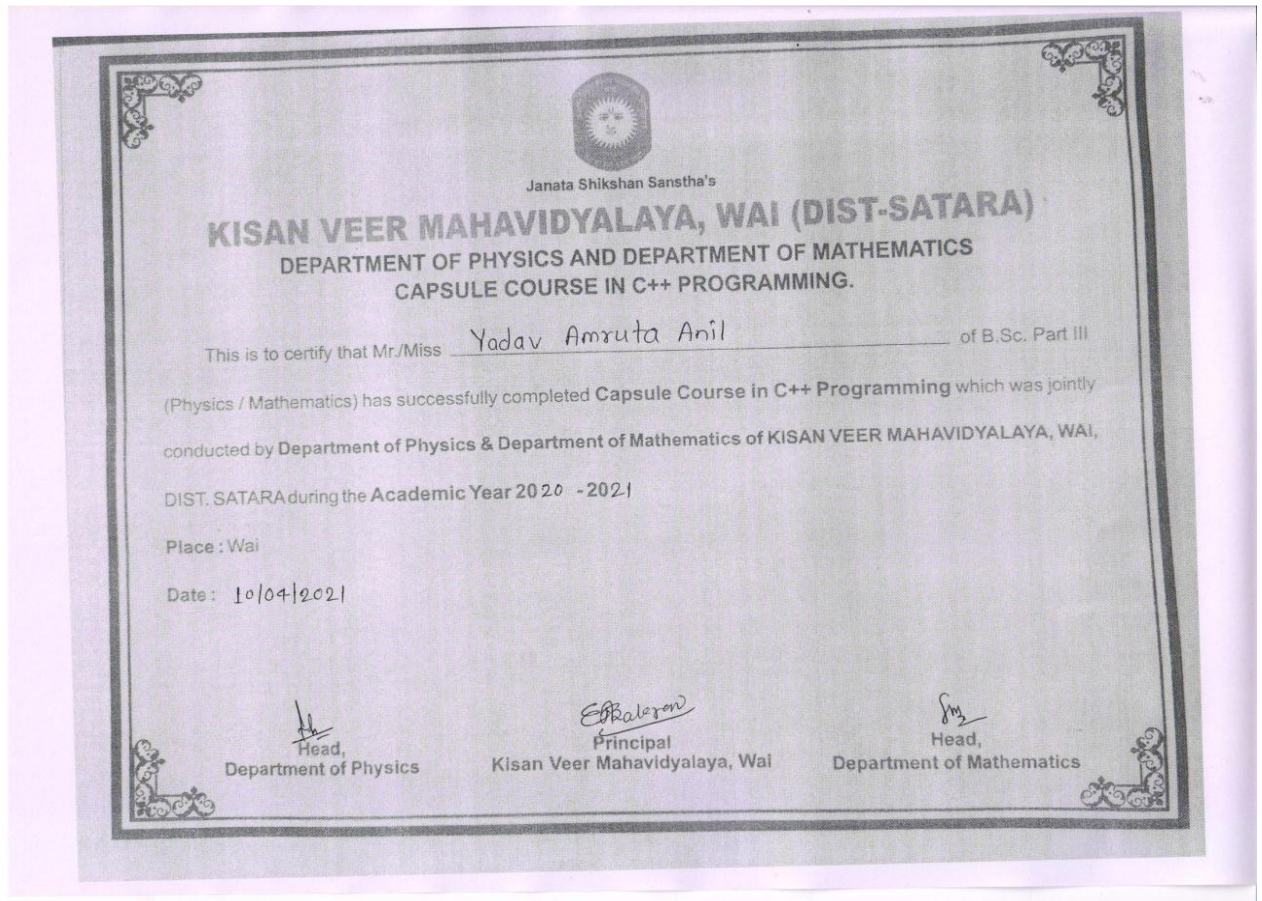 Janata Shikshan Sanstha's
KISAN VEER MAHAVIDYALAYA, WAI (DIST-SATARA)
DEPARTMENT OF PHYSICS AND DEPARTMENT OF MATHEMATICS
CAPSULE COURSE IN C++ PROGRAMMING.
This is to certify that Mr./Miss Yadav Amruta Anil of B.Sc. Part III
(Physics / Mathematics) has successfully completed Capsule Course in C++ Programming which was jointly
conducted by Department of Physics & Department of Mathematics of KISAN VEER MAHAVIDYALAYA, WAI,
DIST. SATARA during the Academic Year 2020 - 2021
Place : Wai
Date : 10/04/2021
Head,
Department of Physics
Principal
Kisan Veer Mahavidyalaya, Wai
Head,
Department of Mathematics